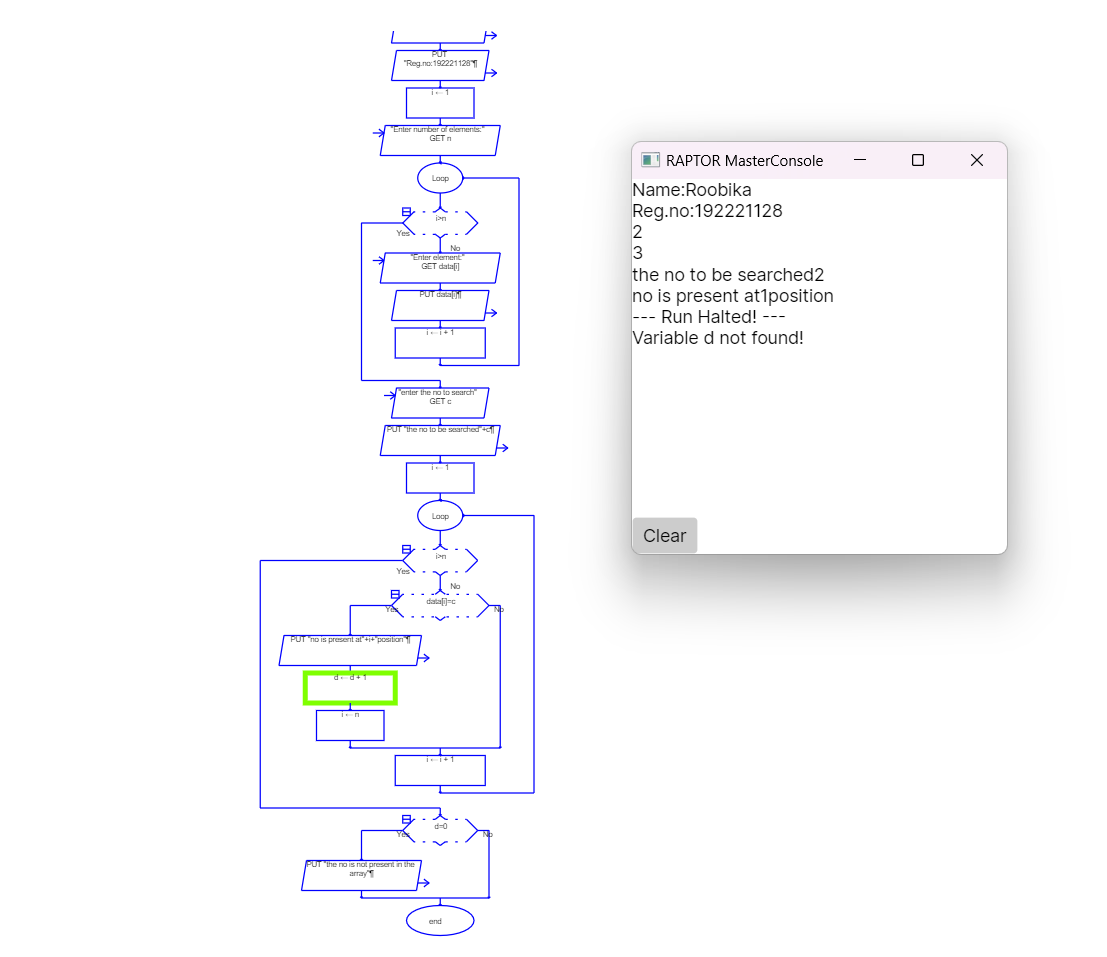 PUT
"Reg.no:192221128"¶
i ← 1
"Enter number of elements:"
GET n
Loop
i>n
Yes
No
"Enter element:"
GET data[i]
PUT data[i]¶
i ← i + 1
"enter the no to search"
GET c
PUT "the no to be searched"+c¶
i ← 1
Loop
i>n
Yes
No
data[i]=c
Yes
No
PUT "no is present at"+i+"position"¶
d ← d + 1
i ← n
i ← i + 1
d=0
Yes
No
PUT "the no is not present in the
array"¶
end
RAPTOR MasterConsole
Name:Roobika
Reg.no:192221128
2
3
the no to be searched2
no is present at1position
--- Run Halted! ---
Variable d not found!
Clear